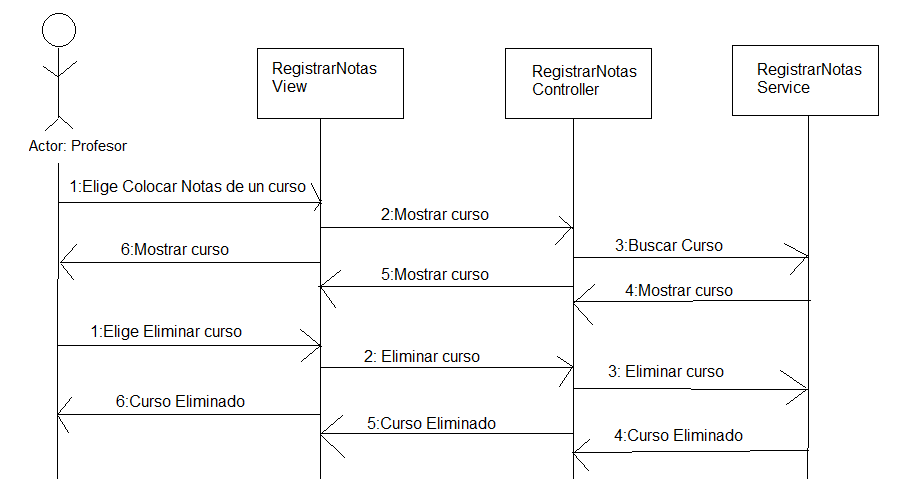 RegistrarNotas
View
RegistrarNotas
Controller
RegistrarNotas
Service
Actor: Profesor
1:Elige Colocar Notas de un curso
2:Mostrar curso
3:Buscar Curso
6:Mostrar curso
5:Mostrar curso
4:Mostrar curso
1:Elige Eliminar curso
2: Eliminar curso
3: Eliminar curso
6:Curso Eliminado
5:Curso Eliminado
4:Curso Eliminado